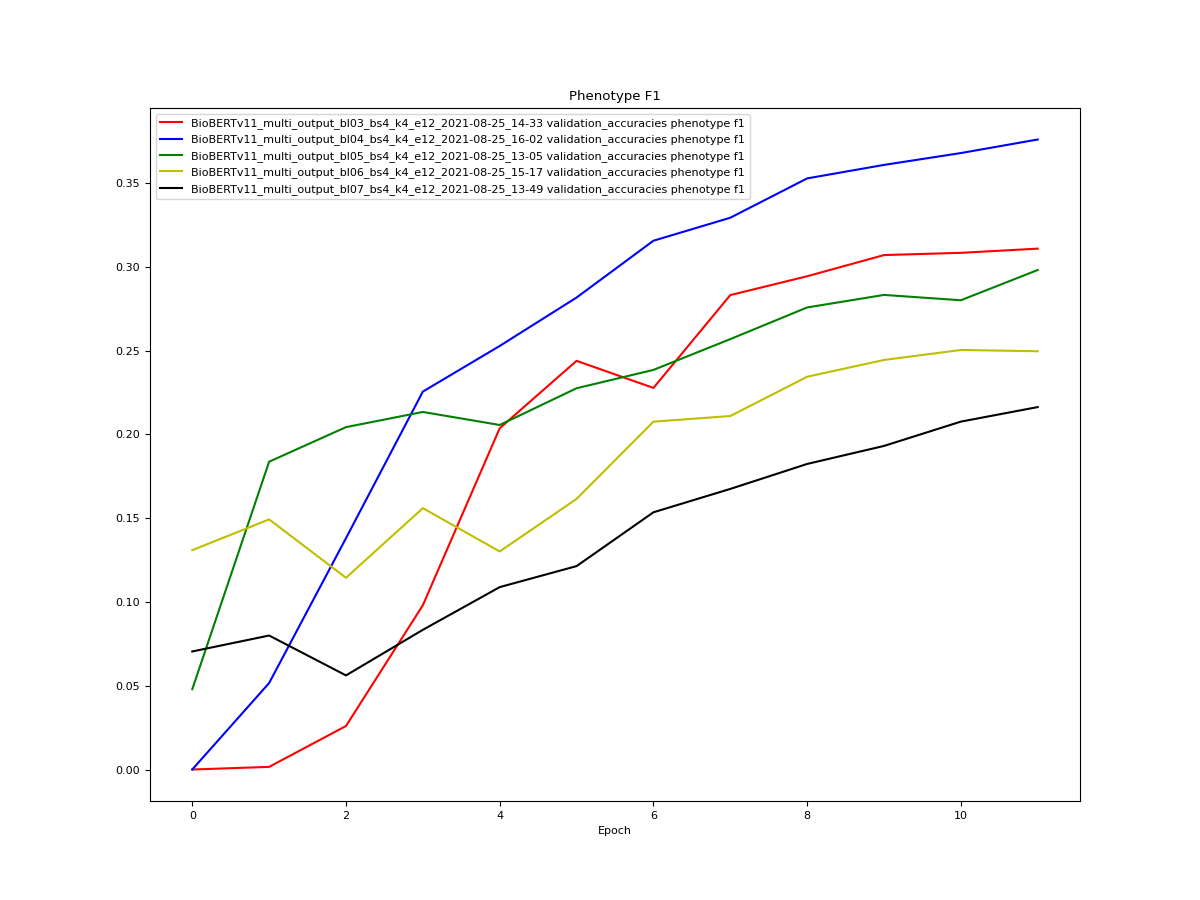 Phenotype F1
BioBERTv11_multi_output_bl03_bs4_k4_e12_2021-08-25_14-33 validation_accuracies phenotype f1
BioBERTv11_multi_output_bl04_bs4_k4_e12_2021-08-25_16-02 validation_accuracies phenotype f1
BioBERTv11_multi_output_bl05_bs4_k4_e12_2021-08-25_13-05 validation_accuracies phenotype f1
BioBERTv11_multi_output_bl06_bs4_k4_e12_2021-08-25_15-17 validation_accuracies phenotype f1
BioBERTv11_multi_output_bl07_bs4_k4_e12_2021-08-25_13-49 validation_accuracies phenotype f1
0.35
0.30
0.25
0.20
0.15
0.10
0.05
0.00
0 2 4 6 8 10
Epoch